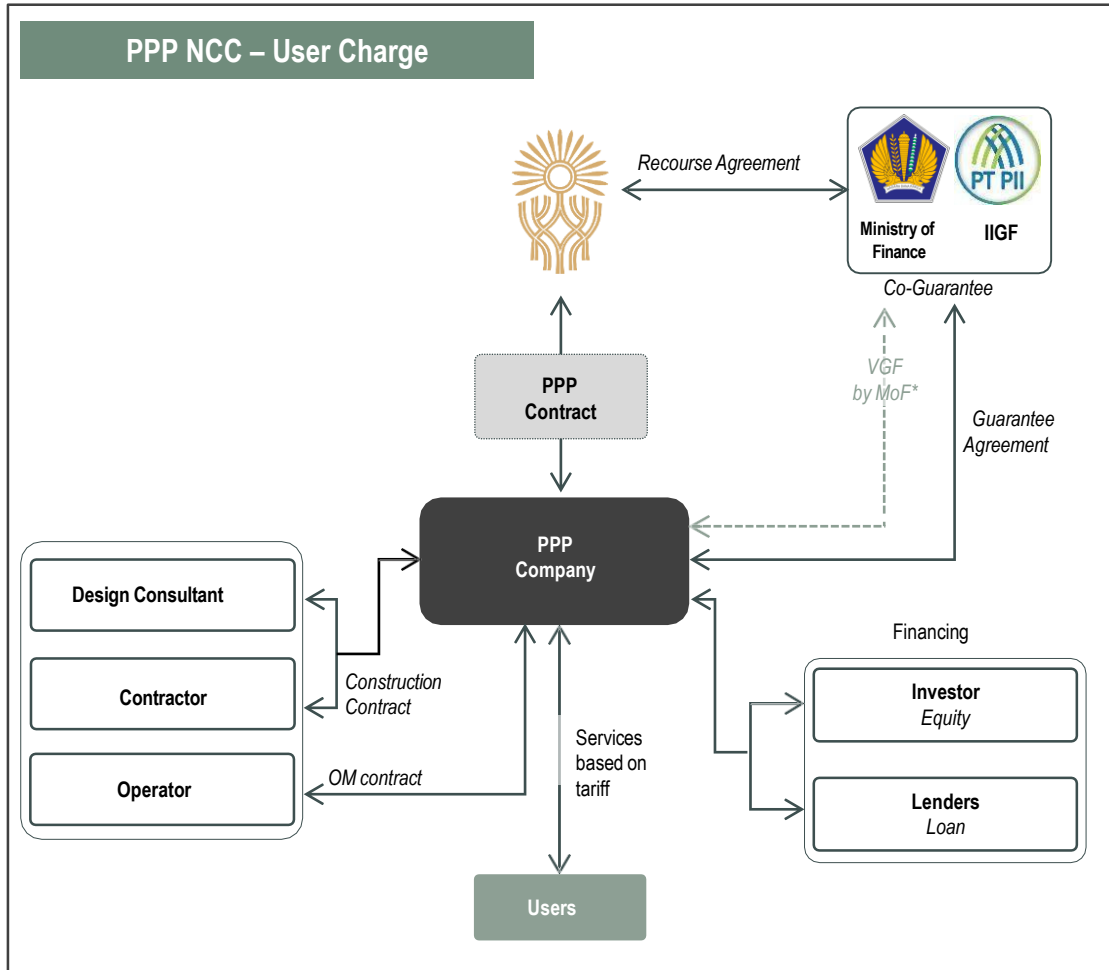 PPP NCC – User Charge
Recourse Agreement
PT PII
Ministry of
Finance
IIGF
Co-Guarantee
PPP
Contract
VGF
by MoF*
Guarantee
Agreement
PPP
Company
Design Consultant
Contractor
Operator
Construction
Contract
OM contract
Services
based on
tariff
Financing
Investor
Equity
Lenders
Loan
Users